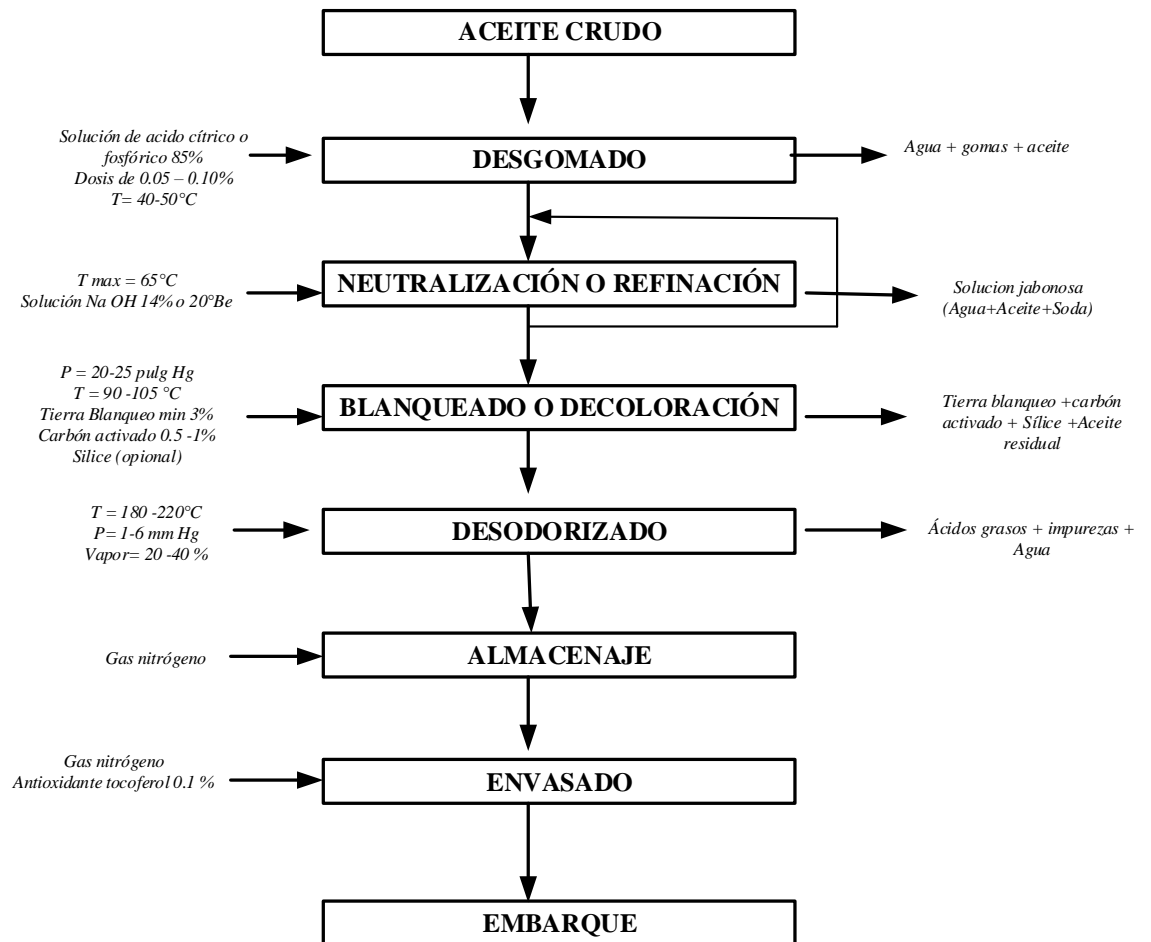 ACEITE CRUDO
Solución de acido cítrico o
fosfórico 85%
Dosis de 0.05 – 0.10%
T= 40-50°C
DESGOMADO
Agua + gomas + aceite
T max = 65°C
Solución Na OH 14% o 20°Be
NEUTRALIZACIÓN O REFINACIÓN
Solucion jabonosa
(Agua+Aceite+Soda)
P = 20-25 pulg Hg
T = 90 -105 °C
Tierra Blanqueo min 3%
Carbón activado 0.5 -1%
Silice (opional)
BLANQUEADO O DECOLORACIÓN
Tierra blanqueo +carbón
activado + Sílice +Aceite
residual
T = 180 -220°C
P= 1-6 mm Hg
Vapor= 20 -40 %
DESODORIZADO
Ácidos grasos + impurezas +
Agua
Gas nitrógeno
ALMACENAJE
Gas nitrógeno
Antioxidante tocoferol 0.1 %
ENVASADO
EMBARQUE